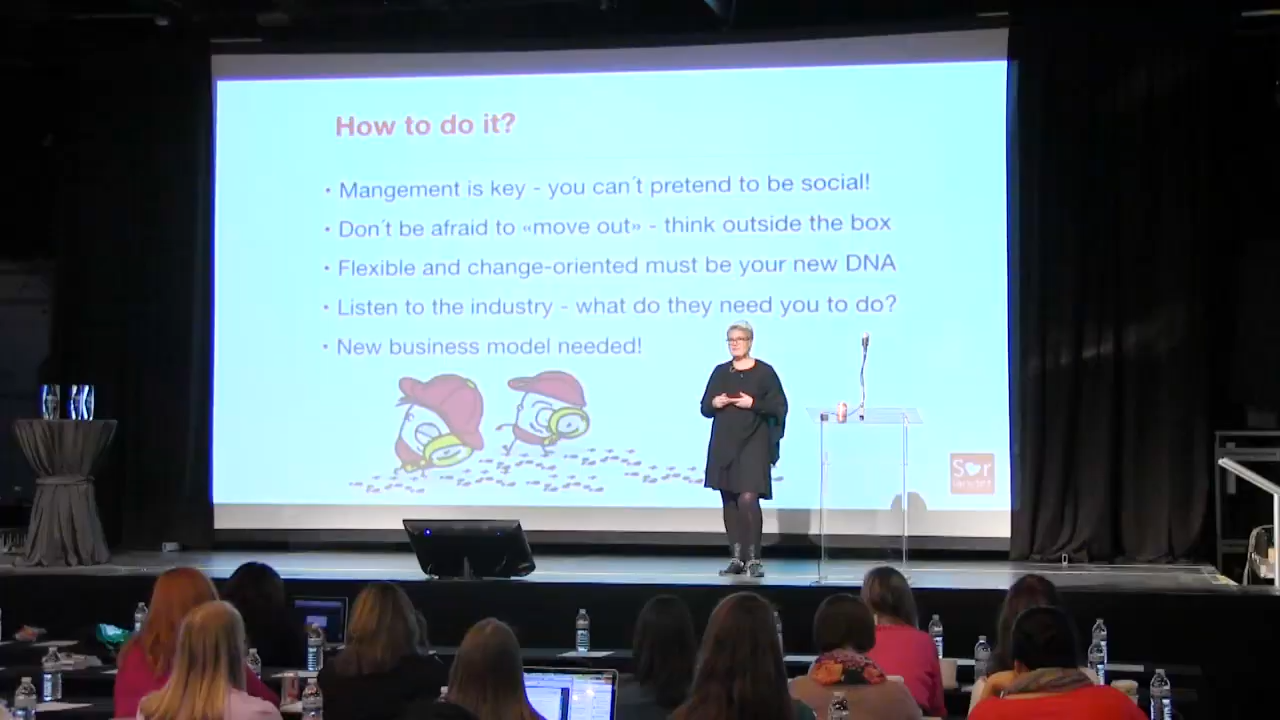 How to do it?
• Mangement is key - you can´t pretend to be social!
• Don´t be afraid to «move out» - think outside the box
• Flexible and change-oriented must be your new DNA
• Listen to the industry - what do they need you to do?
• New business model needed!